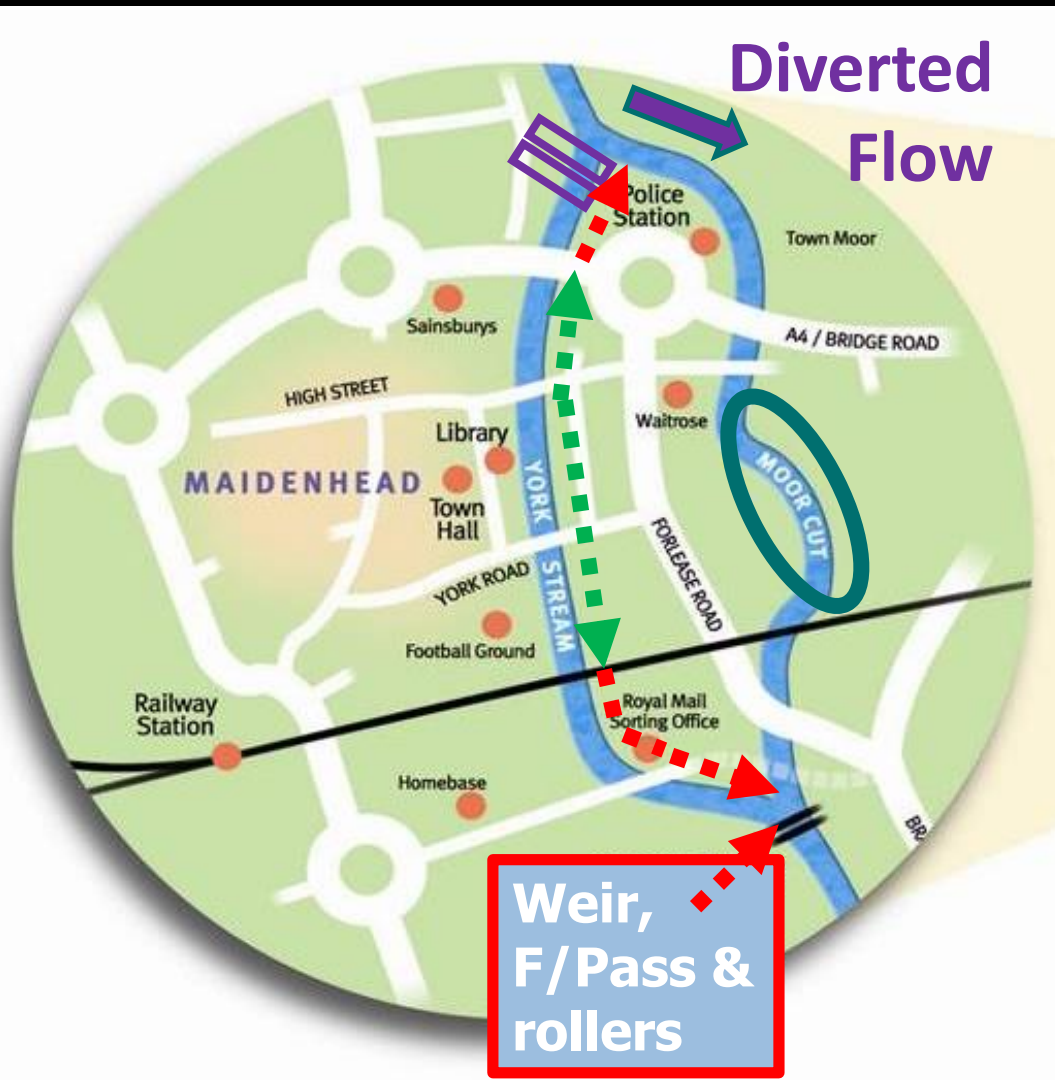 Diverted
Flow
Police
Station
Town Moor
Sainsburys
A4 / BRIDGE ROAD
HIGH STREET
Waitrose
Library
MAIDENHEAD
Town
Hall
YORK STREAM
MOOR CUT
FORLEASE ROAD
YORK ROAD
Football Ground
Railway
Station
Royal Mail
Sorting Office
Homebase
Weir,
F/Pass &
rollers